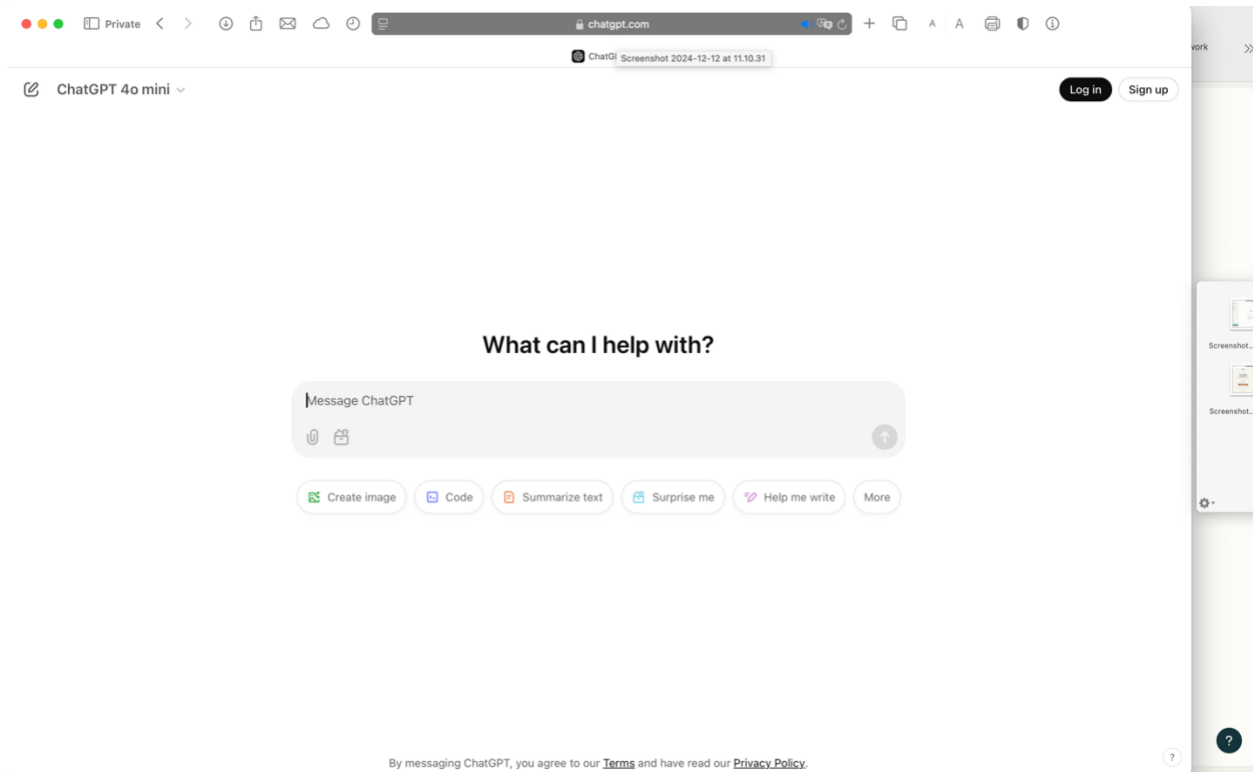 Private
chatgpt.com
Screenshot 2024-12-12 at 11.10.31
A A
ChatGPT 4o mini
Log in
Sign up
What can I help with?
Message ChatGPT
Create image
Code
Summarize text
Surprise me
Help me write
More
By messaging ChatGPT, you agree to our Terms and have read our Privacy Policy.
?
Screenshot...
Screenshot...
?